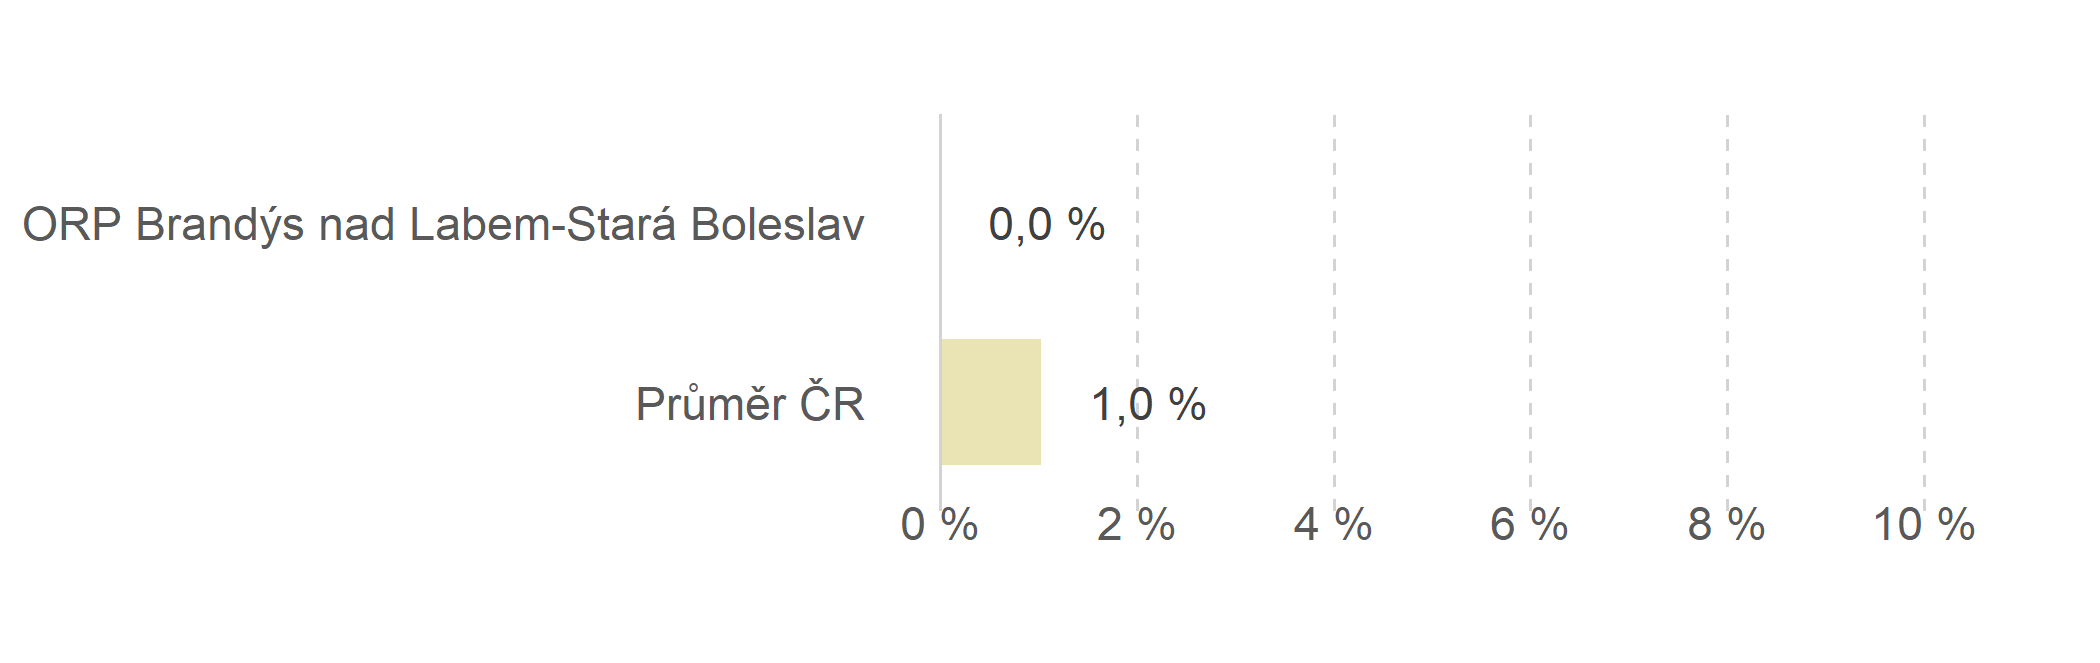 ORP Brandýs nad Labem-Stará Boleslav 0,0 %
Průměr ČR 1,0 %
0 % 2 % 4 % 6 % 8 % 10 %